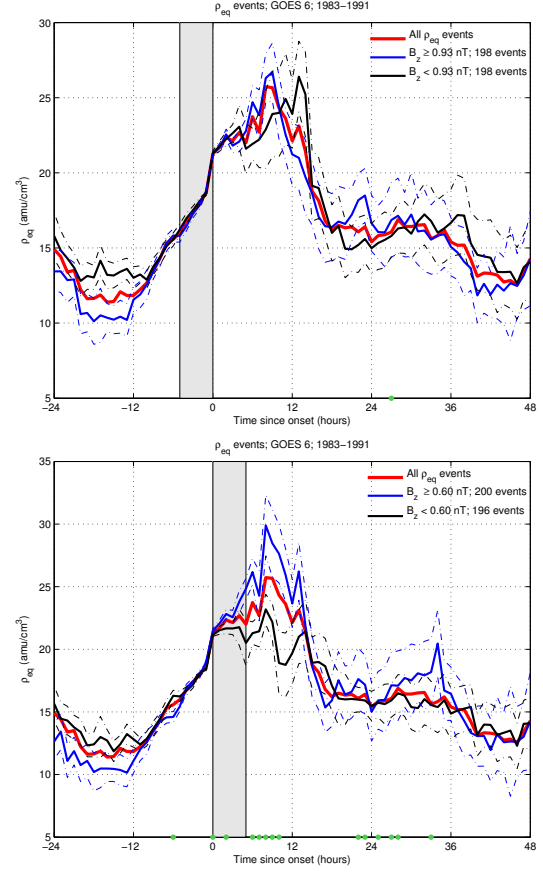 ρeq events; GOES 6; 1983−1991
30
25
20
15
10
5
ρeq (amu/cm³)
All ρeq events
Bz ≥ 0.93 nT; 198 events
Bz < 0.93 nT; 198 events
−24 −12 0 12 24 36 48
Time since onset (hours)
ρeq events; GOES 6; 1983−1991
35
30
25
20
15
10
5
ρeq (amu/cm³)
All ρeq events
Bz ≥ 0.60 nT; 200 events
Bz < 0.60 nT; 196 events
−24 −12 0 12 24 36 48
Time since onset (hours)